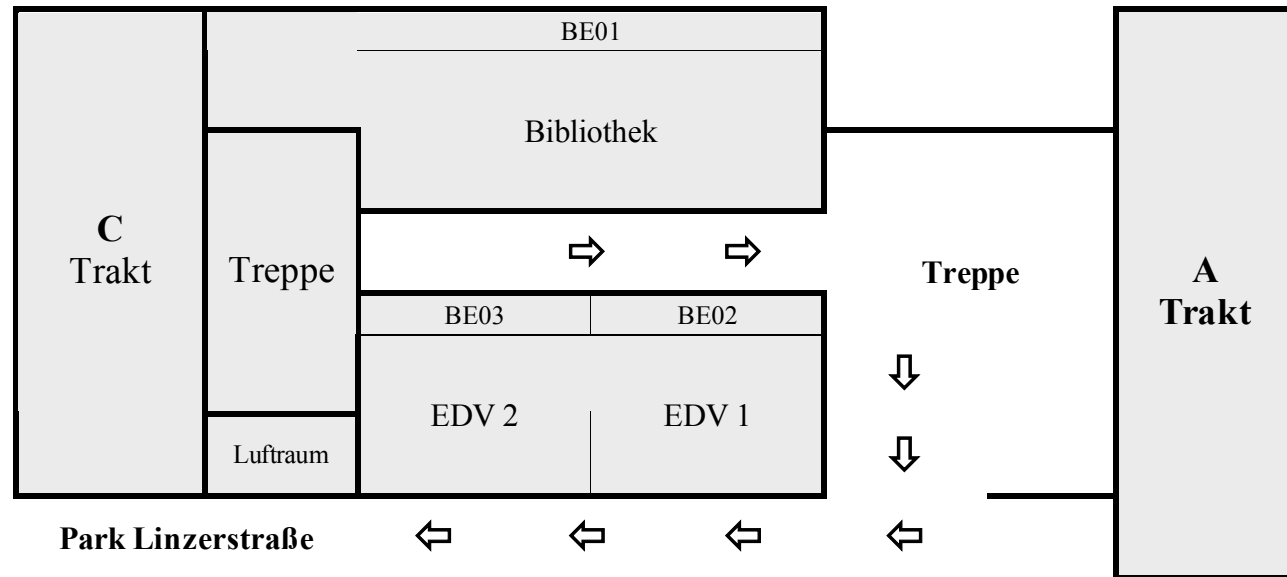 BE01
Bibliothek
C
Trakt
Treppe
Treppe
A
Trakt
BE03
BE02
EDV 2
EDV 1
Luftraum
Park Linzerstraße